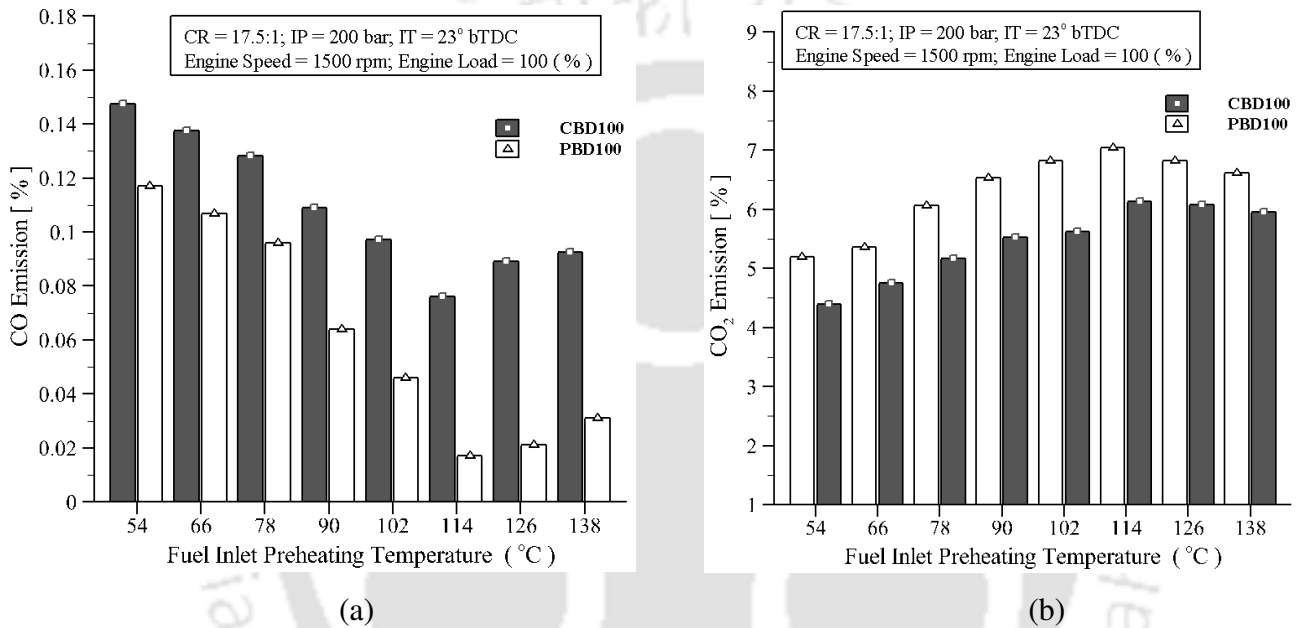 CR = 17.5:1; IP = 200 bar; IT = 23° bTDC
Engine Speed = 1500 rpm; Engine Load = 100 ( % )
CBD100
PBD100
CO Emission [ % ]
0.18
0.16
0.14
0.12
0.1
0.08
0.06
0.04
0.02
0
54 66 78 90 102 114 126 138
Fuel Inlet Preheating Temperature ( °C )
(a)
CR = 17.5:1; IP = 200 bar; IT = 23° bTDC
Engine Speed = 1500 rpm; Engine Load = 100 ( % )
CBD100
PBD100
CO₂ Emission [ % ]
9
8
7
6
5
4
3
2
1
54 66 78 90 102 114 126 138
Fuel Inlet Preheating Temperature ( °C )
(b)